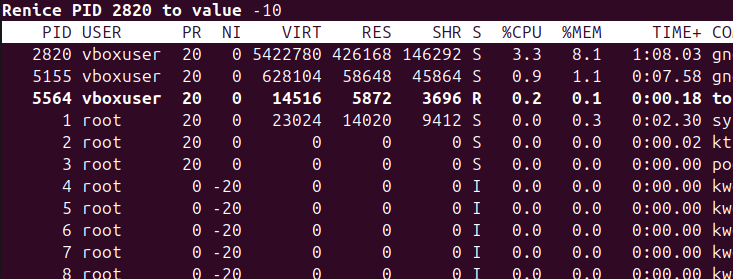 Renice PID 2820 to value -10
PID USER PR NI VIRT RES SHR S %CPU %MEM TIME+ CO
2820 vboxuser 20 0 5422780 426168 146292 S 3.3 8.1 1:08.03 gn
5155 vboxuser 20 0 628104 58648 45864 S 0.9 1.1 0:07.58 gn
5564 vboxuser 20 0 14516 5872 3696 R 0.2 0.1 0:00.18 to
1 root 20 0 23024 14020 9412 S 0.0 0.3 0:02.30 sy
2 root 20 0 0 0 0 S 0.0 0.0 0:00.02 kt
3 root 20 0 0 0 0 S 0.0 0.0 0:00.00 po
4 root 0 -20 0 0 0 I 0.0 0.0 0:00.00 kw
5 root 0 -20 0 0 0 I 0.0 0.0 0:00.00 kw
6 root 0 -20 0 0 0 I 0.0 0.0 0:00.00 kw
7 root 0 -20 0 0 0 I 0.0 0.0 0:00.00 kw
8 root 0 -20 0 0 0 I 0.0 0.0 0:00.00 kw